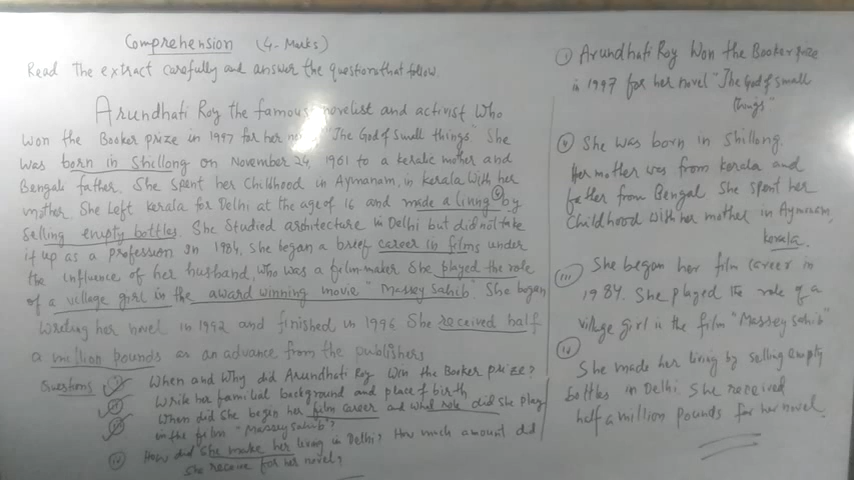 Comprehension (4-Marks)
Read The extract carefully and answer the questions that follow.
Arundhati Roy the famous novelist and activist Who
won the Booker prize in 1997 for her "The God of Small things" She
was born in Shillong on November 24, 1961 to a keralic mother and
Bengali father. She spent her Childhood in Aymanam, in Kerala with her
mother. She left kerala for Delhi at the age of 16 and made a living by
selling empty bottles. She studied architecture in Delhi but did not take
it up as a profession In 1984, She began a brief career in films under
the influence of her husband, who was a film-maker She played the role
of a village girl in the award winning movie "Massey Sahib" She began
writing her novel in 1992 and finished in 1996 She received half
a million pounds as an advance from the publishers
Questions (i) When and Why did Arundhati Roy Win the Booker prize?
(ii) Write her familial background and place of birth
(iii) When did She begin her film career and what role did She play
in the film "Massey Sahib"?
(iv) How did She make her living in Delhi? How much amount did
She receive for her novel?
(i) Arundhati Roy Won the Booker prize
in 1997 for her novel "The God of Small
things"
(ii) She was born in Shillong.
Her mother was from Kerala and
father from Bengal She spent her
Childhood with her mother in Aymnam,
kerala.
(iii) She began her film career in
1984. She played the role of a
village girl in the film "Massey Sahib"
(iv) She made her living by selling empty
bottles in Delhi She received
half a million pounds for her novel.